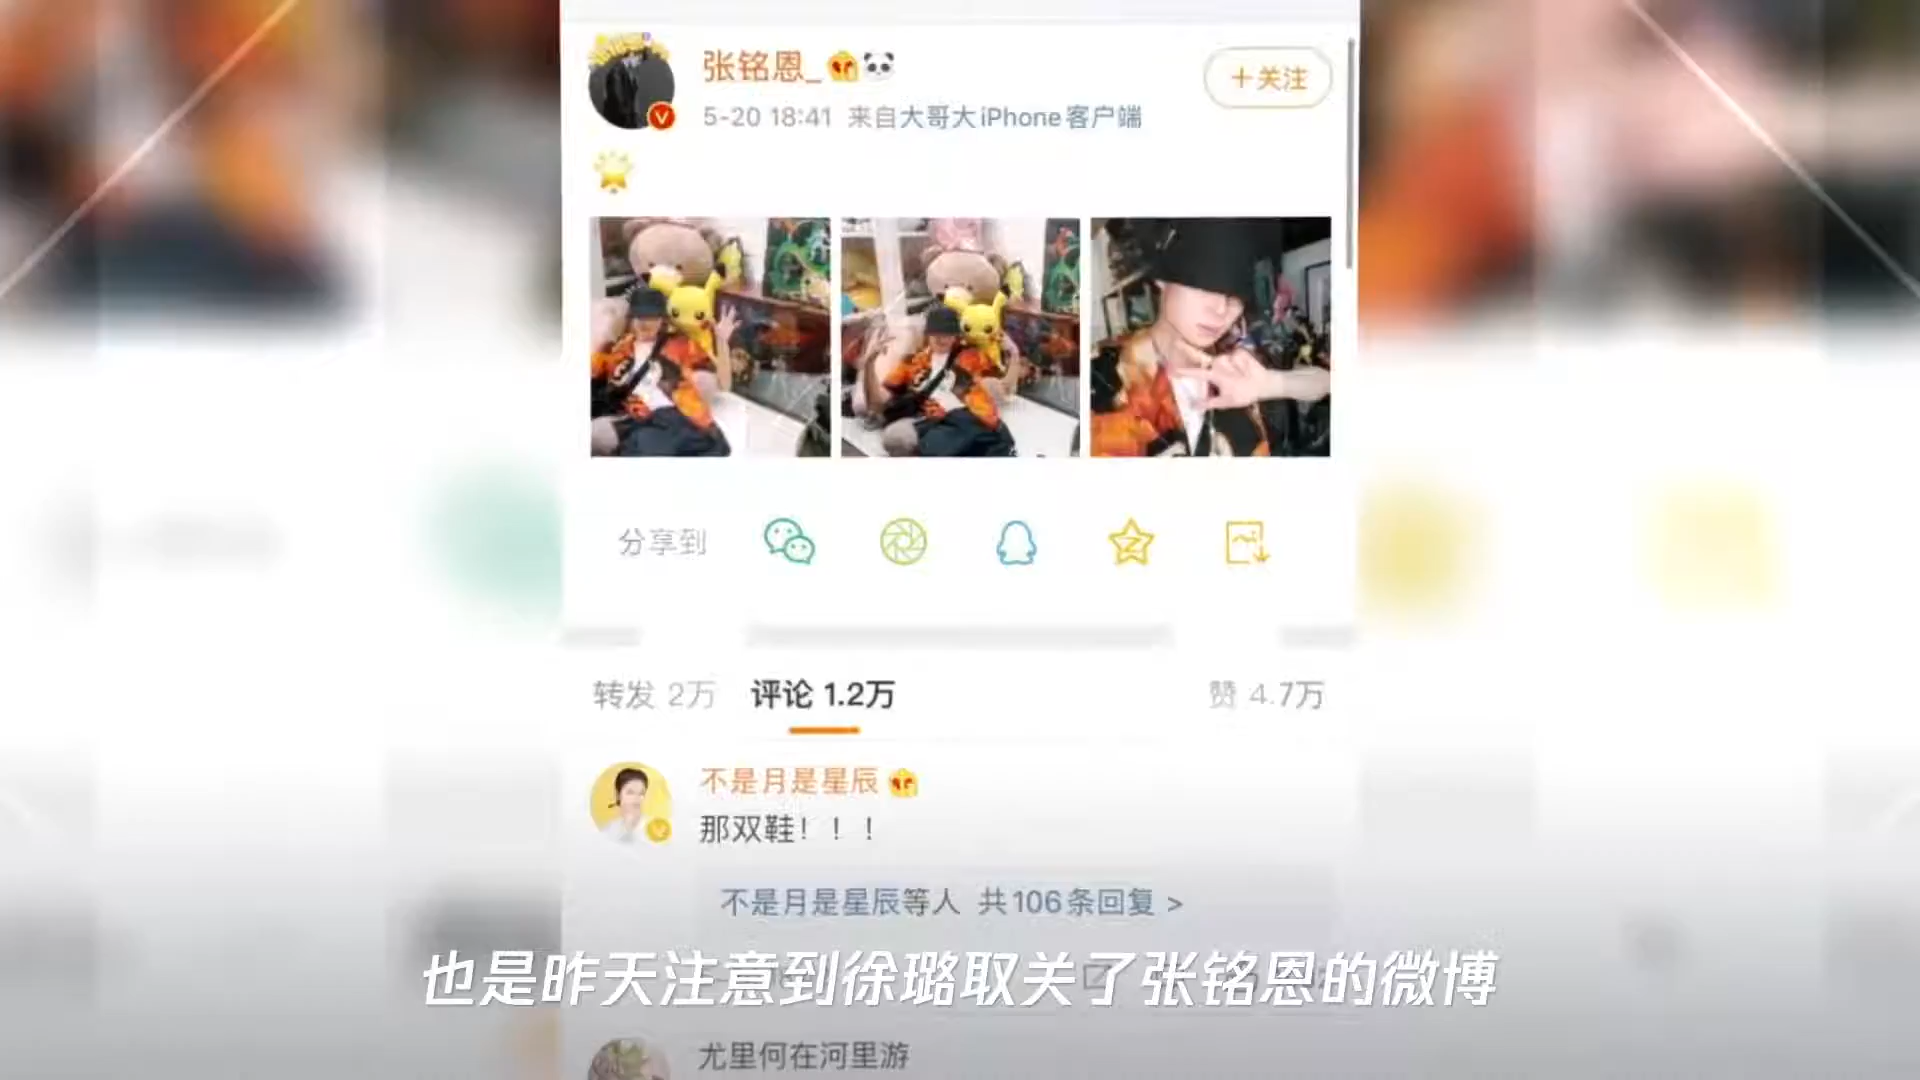 张铭恩_
+关注
5-20 18:41 来自大哥大iPhone客户端
分享到
转发 2万 评论 1.2万 赞 4.7万
不是月是星辰
那双鞋！！！
不是月是星辰等人 共106条回复 >
也是昨天注意到徐璐取关了张铭恩的微博
尤里何在河里游